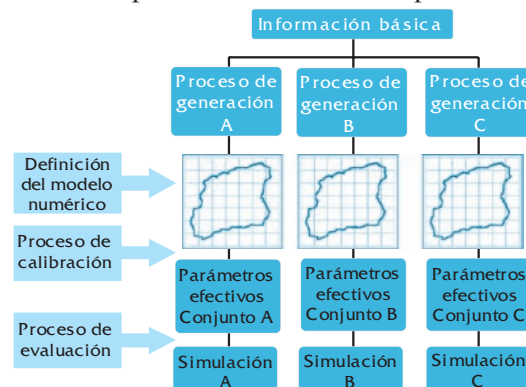 Información básica
Proceso de
generación
A
Proceso de
generación
B
Proceso de
generación
C
Definición
del modelo
numérico
Proceso de
calibración
Parámetros
efectivos
Conjunto A
Parámetros
efectivos
Conjunto B
Parámetros
efectivos
Conjunto C
Proceso de
evaluación
Simulación
A
Simulación
B
Simulación
C